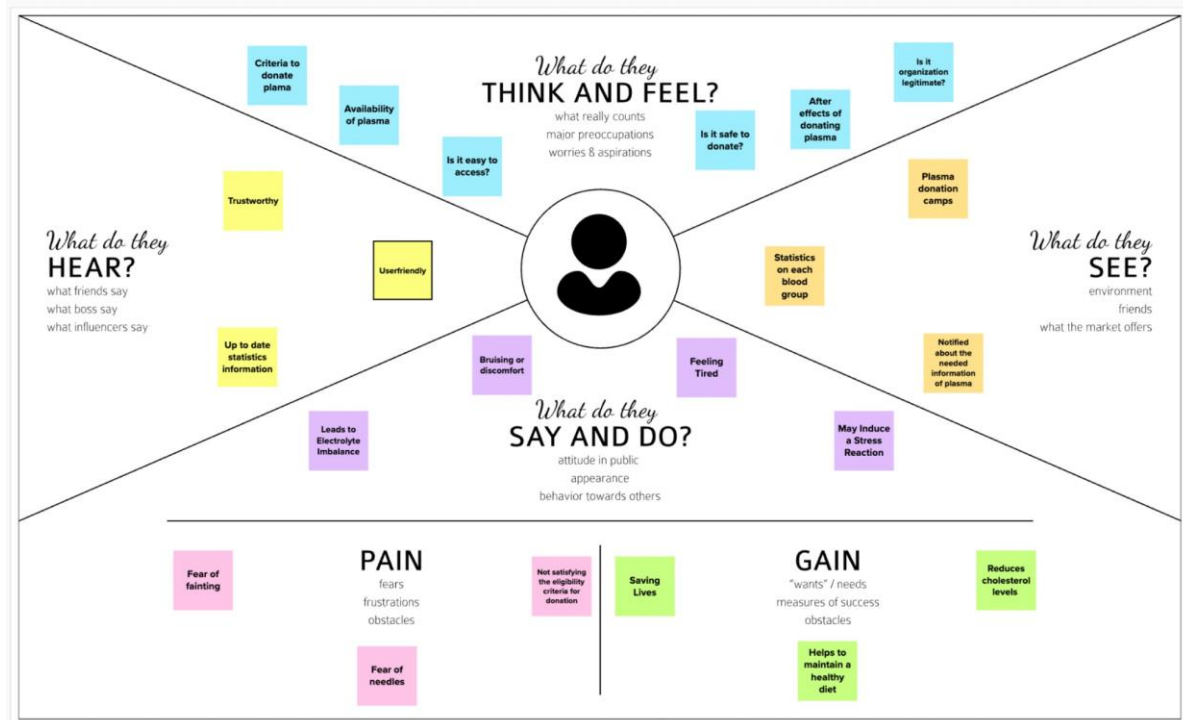 What do they
THINK AND FEEL?
what really counts
major preoccupations
worries & aspirations
Criteria to
donate
plama
Availability
of plasma
Is it easy to
access?
Is it safe to
donate?
After
effects of
donating
plasma
Is it
organization
legitimate?
What do they
HEAR?
what friends say
what boss say
what influencers say
Trustworthy
Userfriendly
Up to date
statistics
information
What do they
SEE?
environment
friends
what the market offers
Plasma
donation
camps
Statistics
on each
blood
group
Notified
about the
needed
information
of plasma
What do they
SAY AND DO?
attitude in public
appearance
behavior towards others
Bruising or
discomfort
Feeling
Tired
Leads to
Electrolyte
Imbalance
May Induce
a Stress
Reaction
PAIN
fears
frustrations
obstacles
Fear of
fainting
Not satisfying
the eligibility
criteria for
donation
Fear of
needles
GAIN
"wants" / needs
measures of success
obstacles
Saving
Lives
Reduces
cholesterol
levels
Helps to
maintain a
healthy
diet